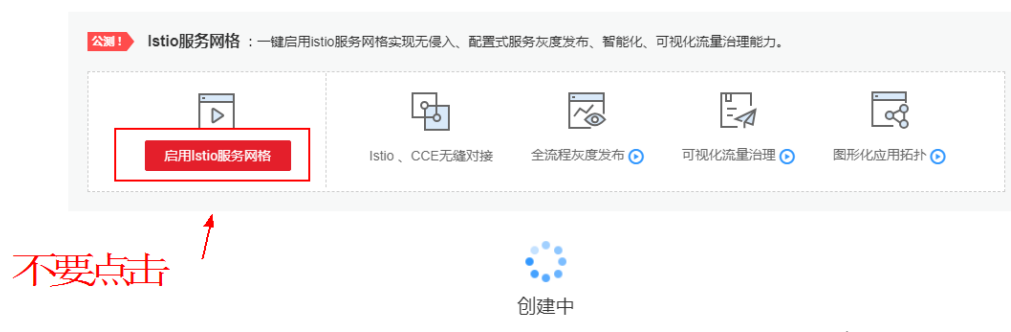 公测！ Istio服务网格 ：一键启用istio服务网格实现无侵入、配置式服务灰度发布、智能化、可视化流量治理能力。
启用Istio服务网格 Istio 、CCE无缝对接 全流程灰度发布 可视化流量治理 图形化应用拓扑
不要点击
创建中